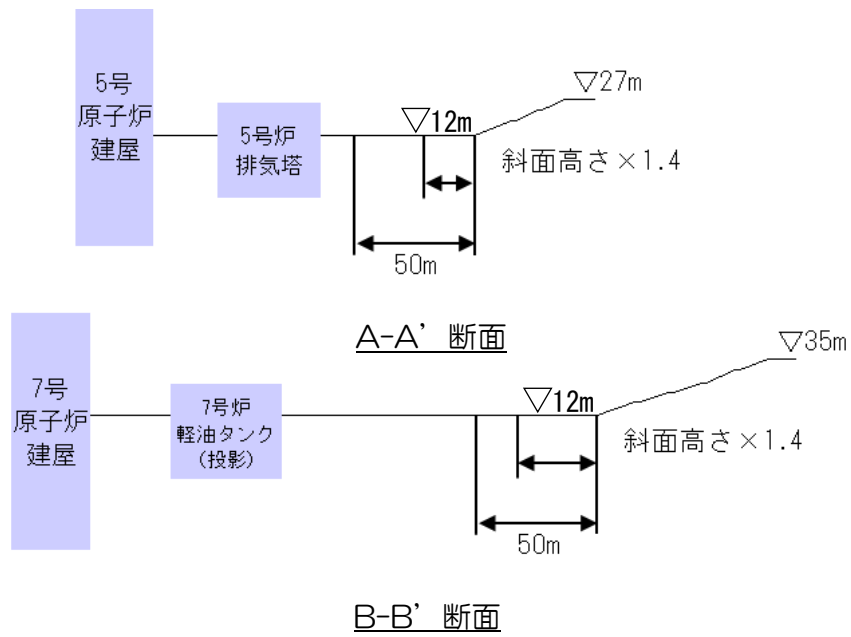 5号
原子炉
建屋
5号炉
排気塔
▽12m
▽27m
斜面高さ×1.4
50m
A-A’断面
7号
原子炉
建屋
7号炉
軽油タンク
(投影)
▽12m
▽35m
斜面高さ×1.4
50m
B-B’断面